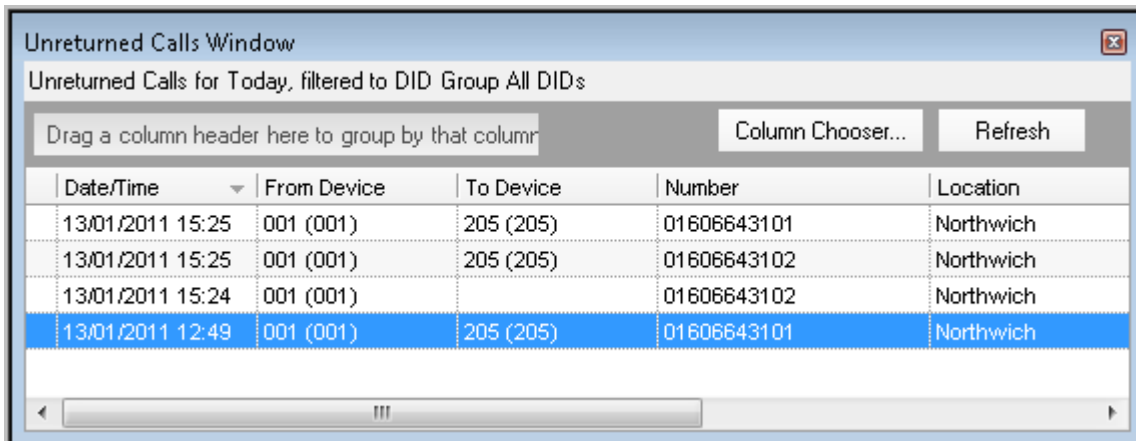 Unreturned Calls Window
Unreturned Calls for Today, filtered to DID Group All DIDs
Drag a column header here to group by that column Column Chooser... Refresh
Date/Time From Device To Device Number Location
13/01/2011 15:25 001 (001) 205 (205) 01606643101 Northwich
13/01/2011 15:25 001 (001) 205 (205) 01606643102 Northwich
13/01/2011 15:24 001 (001) 01606643102 Northwich
13/01/2011 12:49 001 (001) 205 (205) 01606643101 Northwich